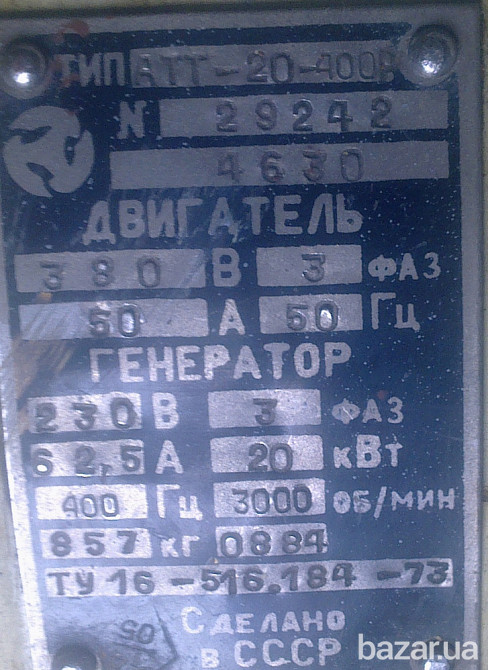 ТИП АТТ-20-400Р
N 29242
4630
ДВИГАТЕЛЬ
380 В 3 ФАЗ
50 А 50 Гц
ГЕНЕРАТОР
230 В 3 ФАЗ
62,5 А 20 кВт
400 Гц 3000 ОБ/МИН
857 кг 0884
ТУ 16-516.184-73
СДЕЛАНО
В СССР
bazar.ua